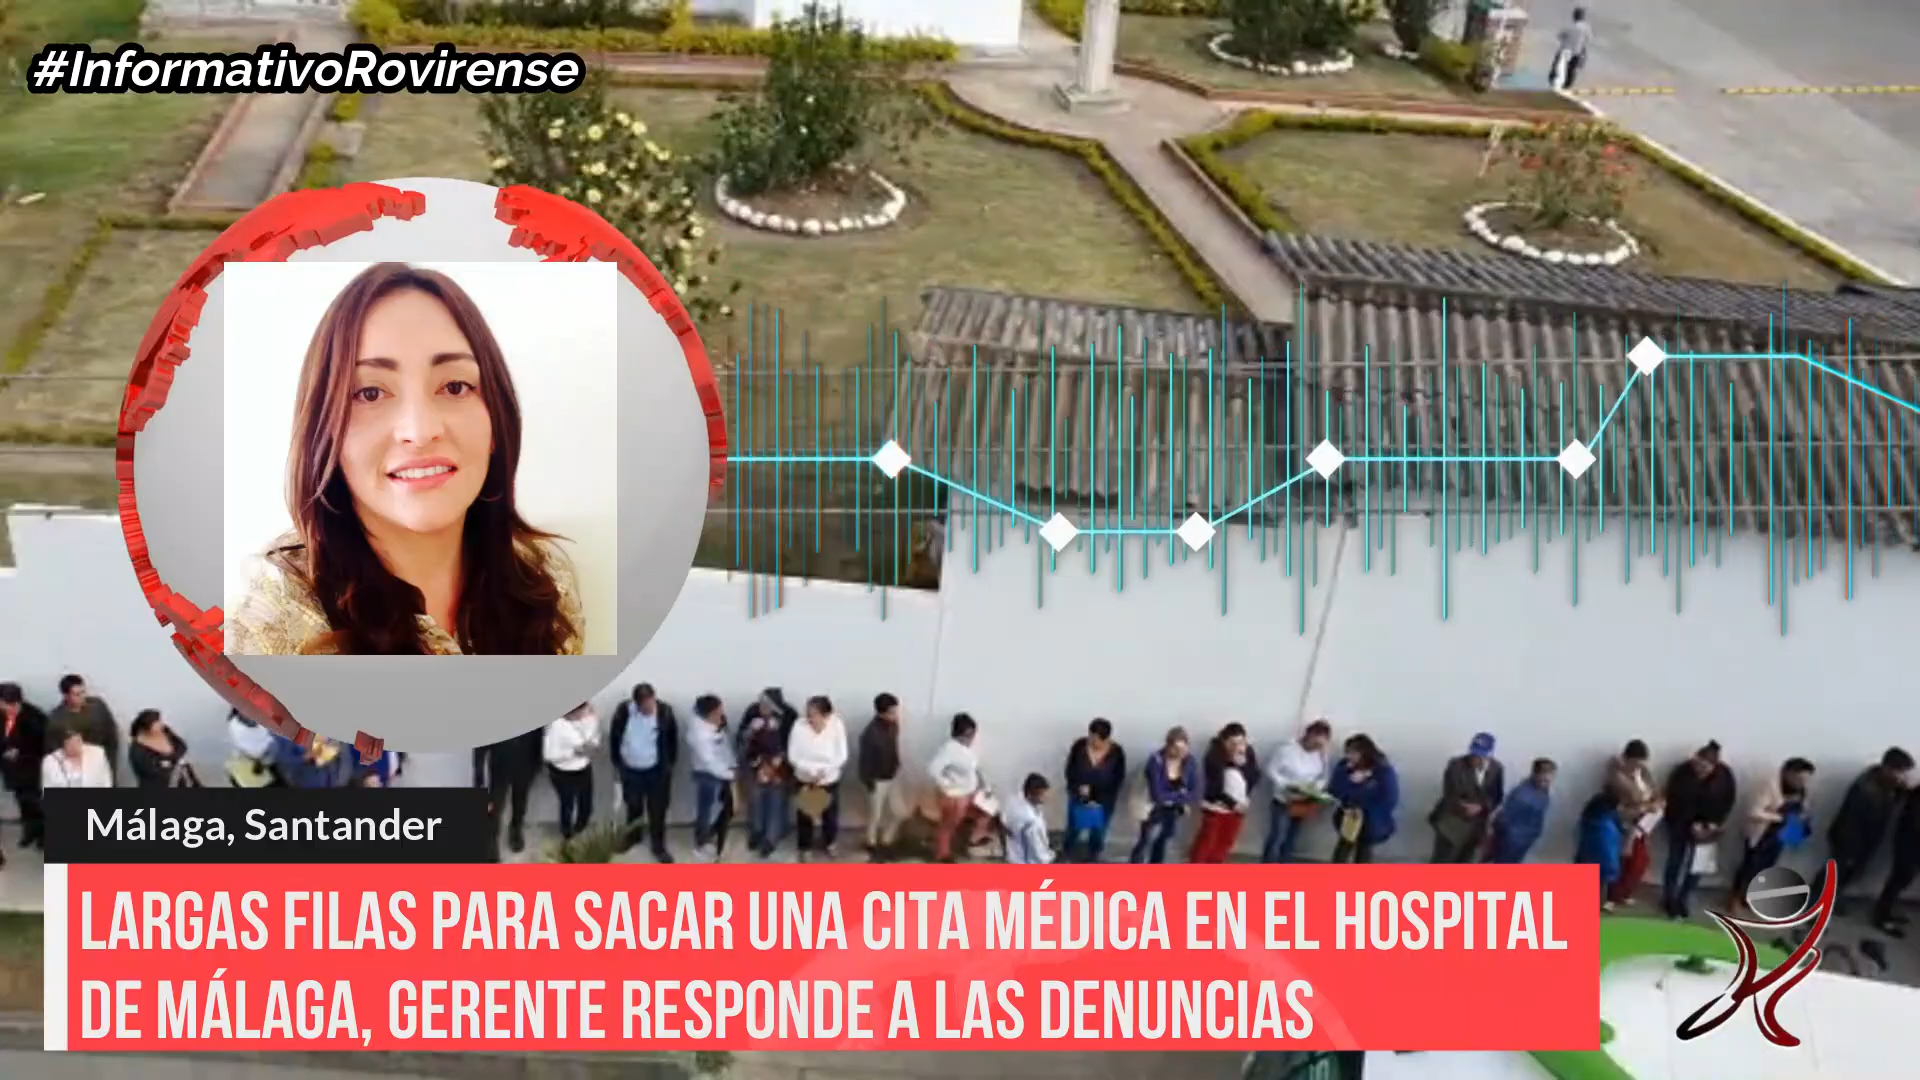 #InformativoRovirense
Málaga, Santander
LARGAS FILAS PARA SACAR UNA CITA MÉDICA EN EL HOSPITAL
DE MÁLAGA, GERENTE RESPONDE A LAS DENUNCIAS